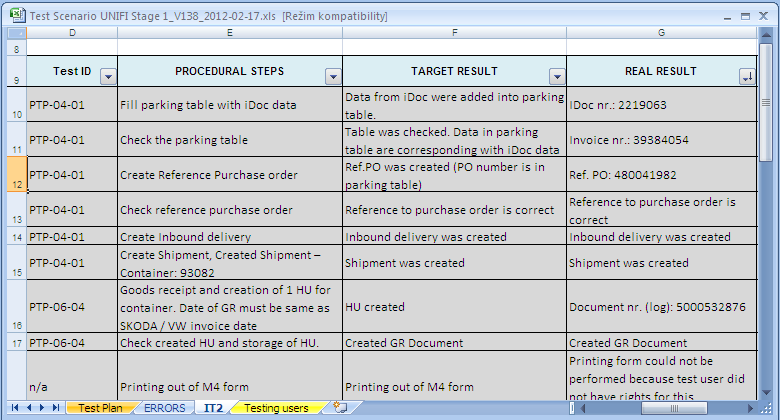 Test Scenario UNIFI Stage 1_V138_2012-02-17.xls [Režim kompatibility]
D E F G
8
9 Test ID PROCEDURAL STEPS TARGET RESULT REAL RESULT
10 PTP-04-01 Fill parking table with iDoc data Data from iDoc were added into parking table. IDoc nr.: 2219063
11 PTP-04-01 Check the parking table Table was checked. Data in parking table are corresponding with iDoc data Invoice nr.: 39384054
12 PTP-04-01 Create Reference Purchase order Ref.PO was created (PO number is in parking table) Ref. PO: 480041982
13 PTP-04-01 Check reference purchase order Reference to purchase order is correct Reference to purchase order is correct
14 PTP-04-01 Create Inbound delivery Inbound delivery was created Inbound delivery was created
15 PTP-04-01 Create Shipment, Created Shipment – Container: 93082 Shipment was created Shipment was created
16 PTP-06-04 Goods receipt and creation of 1 HU for container. Date of GR must be same as SKODA / VW invoice date HU created Document nr. (log): 5000532876
17 PTP-06-04 Check created HU and storage of HU. Created GR Document Created GR Document
n/a Printing out of M4 form Printing out of M4 form Printing form could not be performed because test user did not have rights for this
Test Plan ERRORS IT2 Testing users